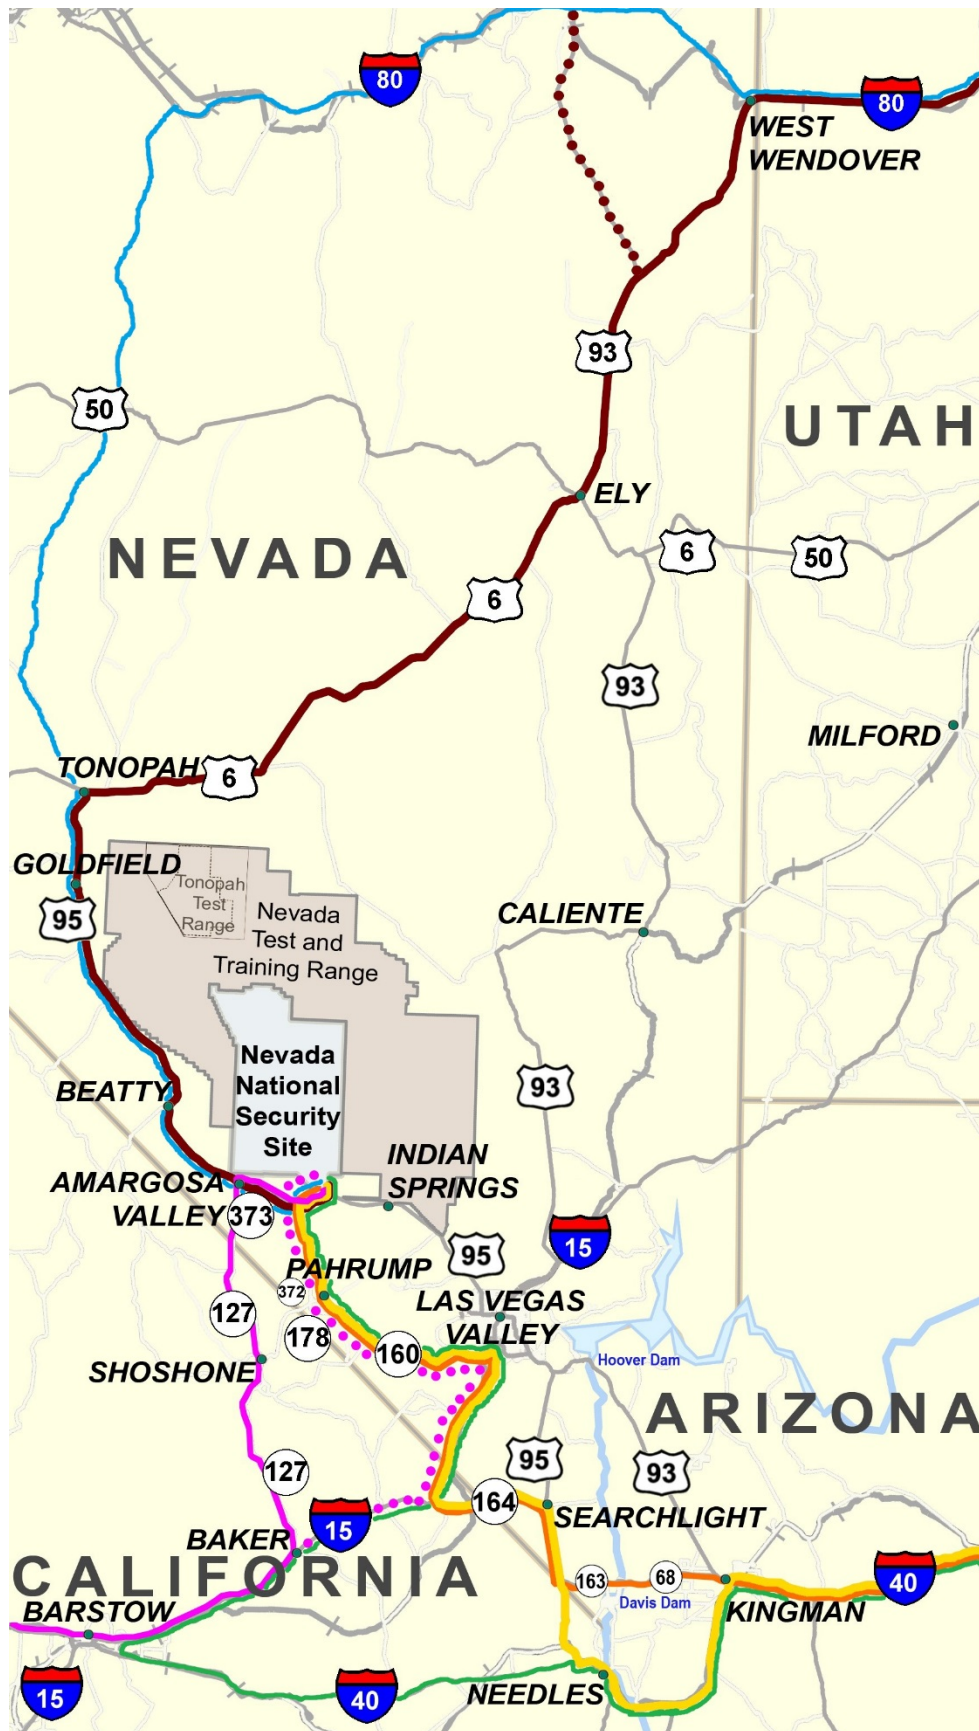 80
80
WEST
WENDOVER
93
50
UTAH
ELY
NEVADA
6
50
6
93
MILFORD
TONOPAH
6
GOLDFIELD
Tonopah
Test
Range
95
Nevada
Test and
Training Range
CALIENTE
Nevada
National
Security
Site
93
BEATTY
INDIAN
SPRINGS
AMARGOSA
VALLEY
373
15
95
PAHRUMP
372
LAS VEGAS
VALLEY
127
178
160
Hoover Dam
SHOSHONE
ARIZONA
95
93
127
164
SEARCHLIGHT
15
BAKER
CALIFORNIA
163
68
40
Davis Dam
KINGMAN
BARSTOW
NEEDLES
15
40